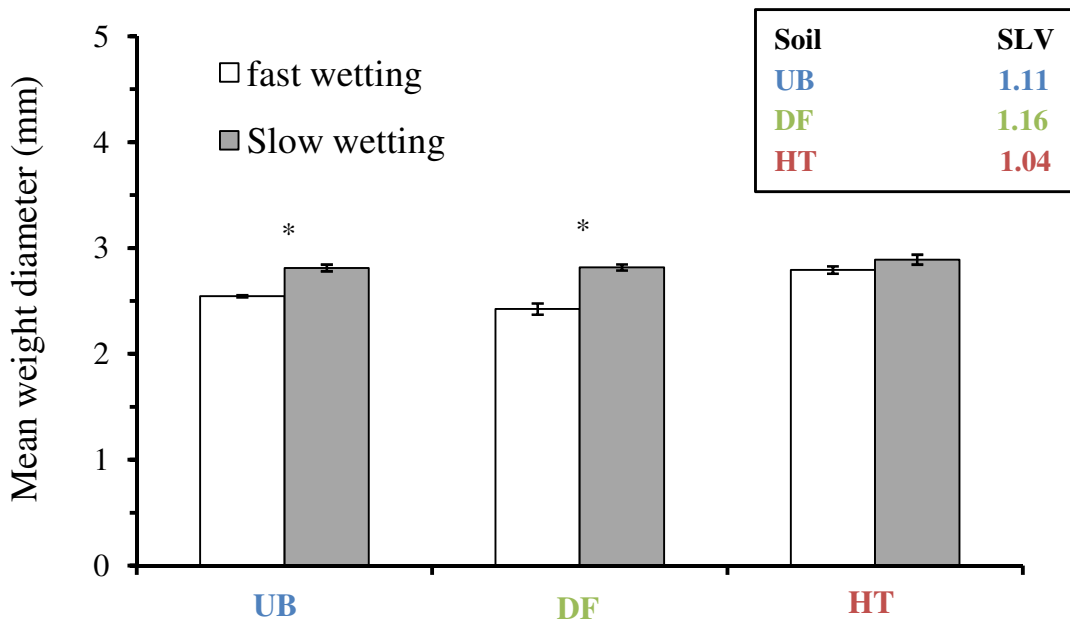 Mean weight diameter (mm)
5
4
3
2
1
0
fast wetting
Slow wetting
Soil SLV
UB 1.11
DF 1.16
HT 1.04
* *
UB DF HT